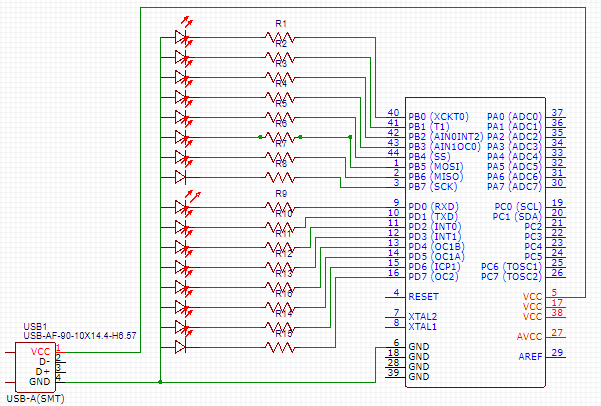 R1
R2
R3
R4
R5
R6
R7
R8
R9
R10
R11
R12
R13
R16
R14
R15
40 PB0 (XCKT0) PA0 (ADC0) 37
41 PB1 (T1) PA1 (ADC1) 36
42 PB2 (AIN0INT2) PA2 (ADC2) 35
43 PB3 (AIN1OC0) PA3 (ADC3) 34
44 PB4 (SS) PA4 (ADC4) 33
1 PB5 (MOSI) PA5 (ADC5) 32
2 PB6 (MISO) PA6 (ADC6) 31
3 PB7 (SCK) PA7 (ADC7) 30
9 PD0 (RXD) PC0 (SCL) 19
10 PD1 (TXD) PC1 (SDA) 20
11 PD2 (INT0) PC2 21
12 PD3 (INT1) PC3 22
13 PD4 (OC1B) PC4 23
14 PD5 (OC1A) PC5 24
15 PD6 (ICP1) PC6 (TOSC1) 25
16 PD7 (OC2) PC7 (TOSC2) 26
4 RESET VCC 5
VCC 17
7 XTAL2 VCC 38
8 XTAL1
AVCC 27
6 GND
18 GND AREF 29
28 GND
39 GND
USB1
USB-AF-90-10X14.4-H6.57
VCC 1
D- 2
D+ 3
GND 4
USB-A(SMT)